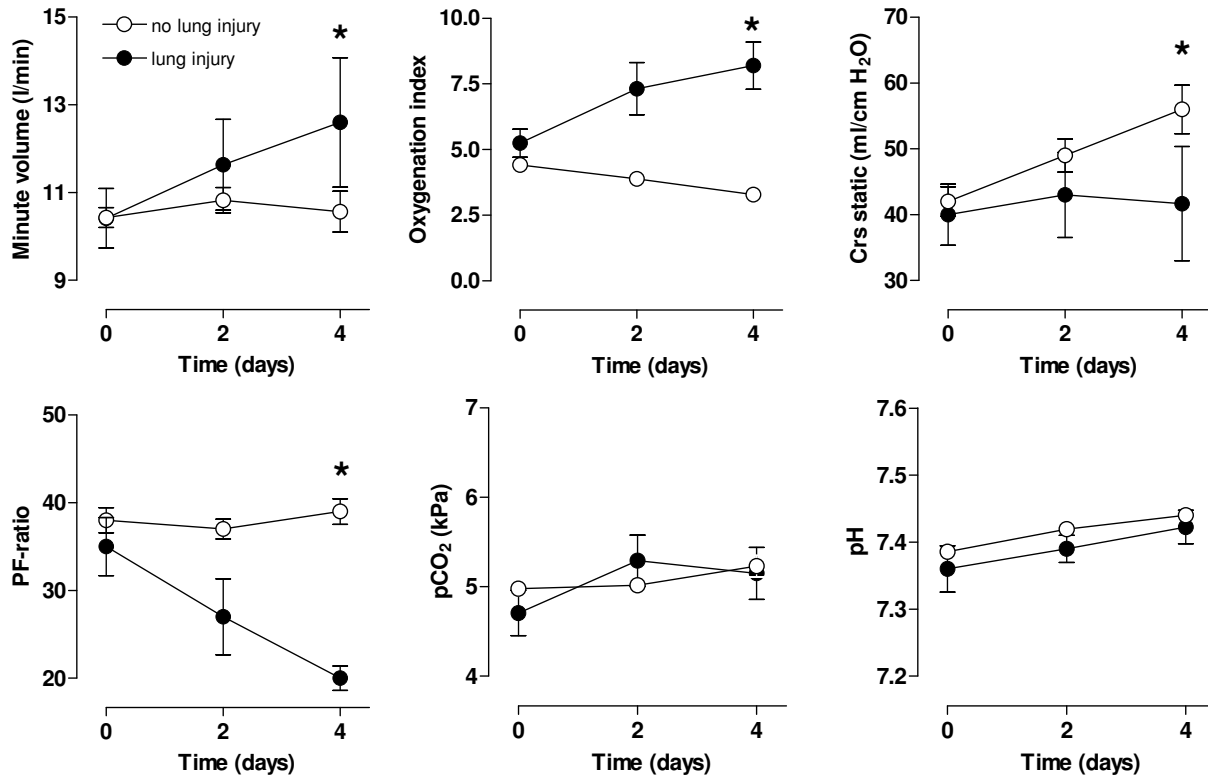 no lung injury
lung injury
*
Minute volume (l/min)
15
13
11
9
0 2 4
Time (days)
*
Oxygenation index
10.0
7.5
5.0
2.5
0.0
0 2 4
Time (days)
*
Crs static (ml/cm H₂O)
70
60
50
40
30
0 2 4
Time (days)
*
PF-ratio
50
40
30
20
0 2 4
Time (days)
pCO₂ (kPa)
7
6
5
4
0 2 4
Time (days)
pH
7.6
7.5
7.4
7.3
7.2
0 2 4
Time (days)